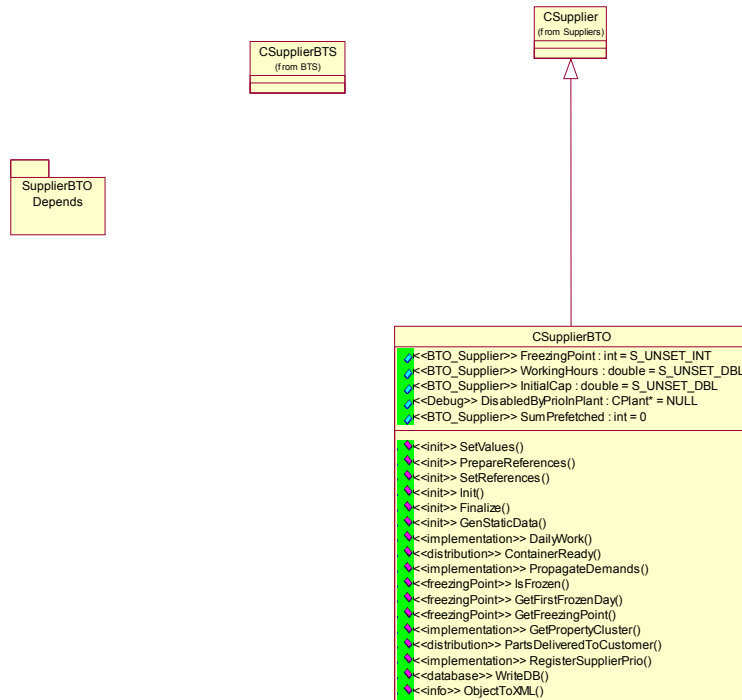 CSupplier
(from Suppliers)
CSupplierBTS
(from BTS)
SupplierBTO
Depends
CSupplierBTO
<<BTO_Supplier>> FreezingPoint : int = S_UNSET_INT
<<BTO_Supplier>> WorkingHours : double = S_UNSET_DBL
<<BTO_Supplier>> InitialCap : double = S_UNSET_DBL
<<Debug>> DisabledByPrioInPlant : CPlant* = NULL
<<BTO_Supplier>> SumPrefetched : int = 0
<<init>> SetValues()
<<init>> PrepareReferences()
<<init>> SetReferences()
<<init>> Init()
<<init>> Finalize()
<<init>> GenStaticData()
<<implementation>> DailyWork()
<<distribution>> ContainerReady()
<<implementation>> PropagateDemands()
<<freezingPoint>> IsFrozen()
<<freezingPoint>> GetFirstFrozenDay()
<<freezingPoint>> GetFreezingPoint()
<<implementation>> GetPropertyCluster()
<<distribution>> PartsDeliveredToCustomer()
<<implementation>> RegisterSupplierPrio()
<<database>> WriteDB()
<<info>> ObjectToXML()